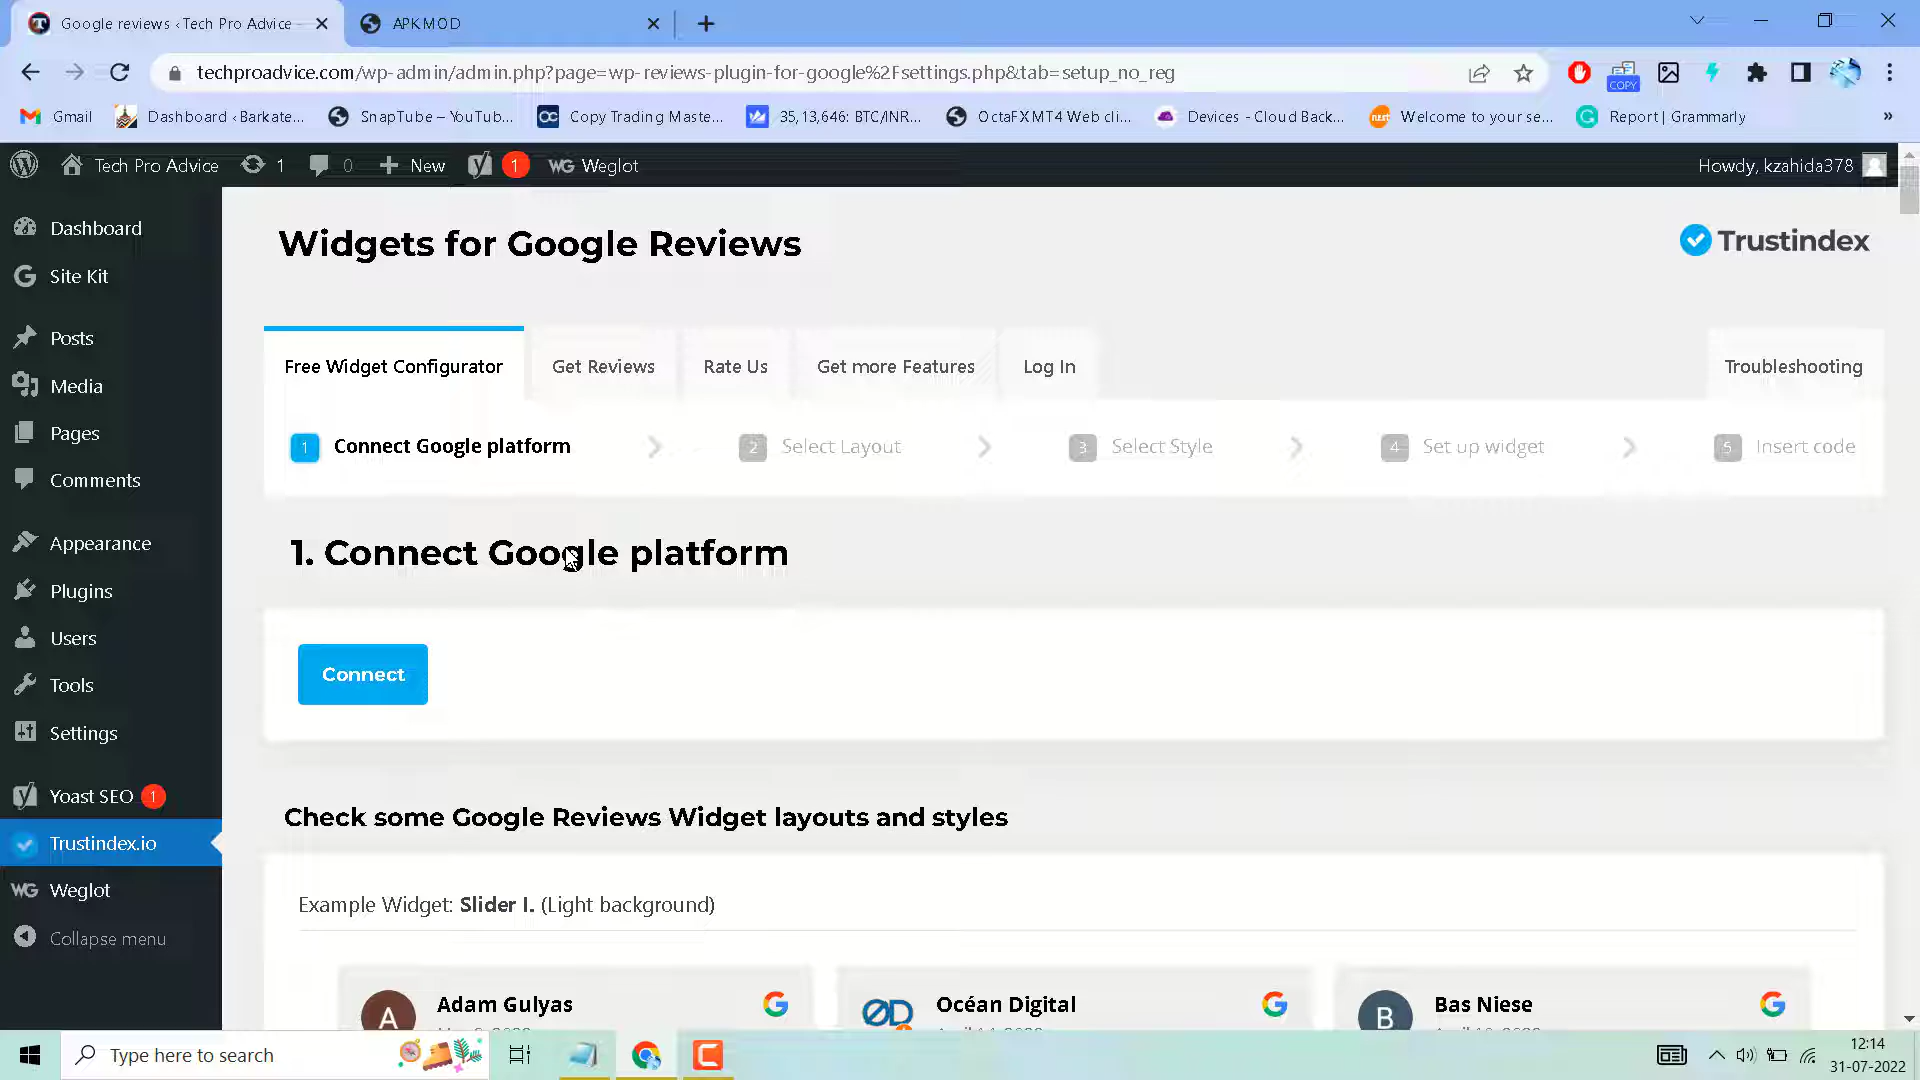 Google reviews ‹ Tech Pro Advice –
APKMOD
techproadvice.com/wp-admin/admin.php?page=wp-reviews-plugin-for-google%2Fsettings.php&tab=setup_no_reg
COPY
Gmail
Dashboard ‹ Barkate...
SnapTube – YouTub...
Copy Trading Maste...
35,13,646: BTC/INR...
OctaFX MT4 Web cli...
Devices - Cloud Back...
Welcome to your se...
Report | Grammarly
»
Tech Pro Advice
1
0
New
1
WG Weglot
Howdy, kzahida378
Dashboard
Site Kit
Posts
Media
Pages
Comments
Appearance
Plugins
Users
Tools
Settings
Yoast SEO 1
Trustindex.io
WG Weglot
Collapse menu
Widgets for Google Reviews
Trustindex
Free Widget Configurator
Get Reviews
Rate Us
Get more Features
Log In
Troubleshooting
1 Connect Google platform
2 Select Layout
3 Select Style
4 Set up widget
5 Insert code
1. Connect Google platform
Connect
Check some Google Reviews Widget layouts and styles
Example Widget: Slider I. (Light background)
A
Adam Gulyas
Océan Digital
B
Bas Niese
Type here to search
12:14
31-07-2022